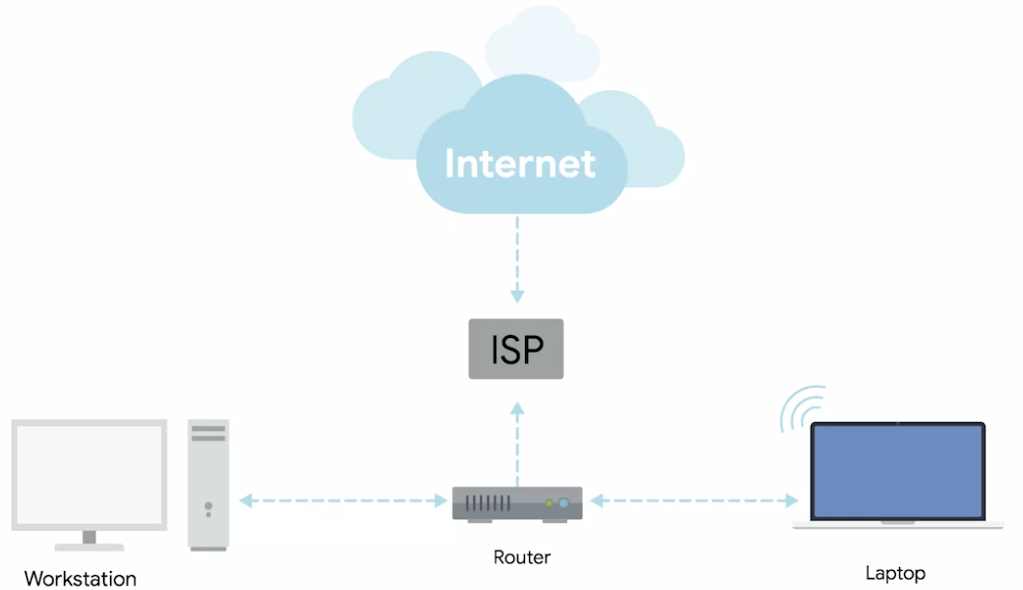 Internet
ISP
Router
Workstation
Laptop